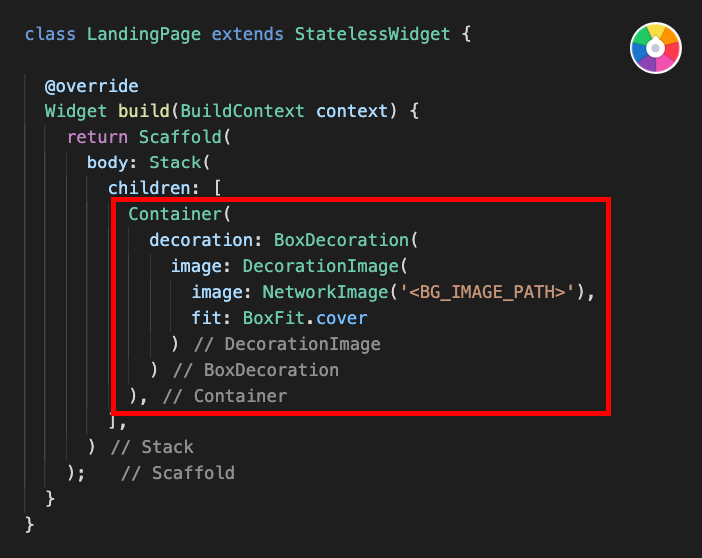 class LandingPage extends StatelessWidget {
@override
Widget build(BuildContext context) {
return Scaffold(
body: Stack(
children: [
Container(
decoration: BoxDecoration(
image: DecorationImage(
image: NetworkImage('<BG_IMAGE_PATH>'),
fit: BoxFit.cover
) // DecorationImage
) // BoxDecoration
), // Container
],
) // Stack
); // Scaffold
}
}